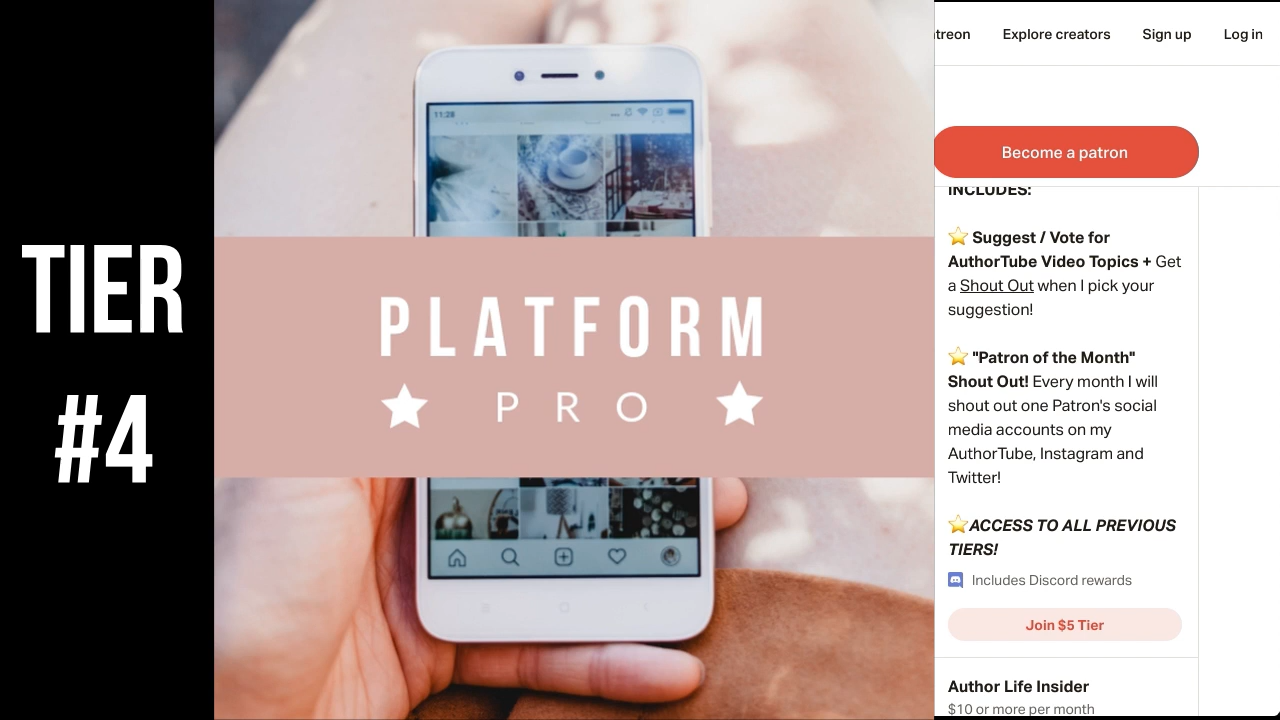 TIER
#4
11:28
PLATFORM
PRO
treon
Explore creators
Sign up
Log in
Become a patron
INCLUDES:
⭐ Suggest / Vote for
AuthorTube Video Topics + Get
a Shout Out when I pick your
suggestion!
⭐ "Patron of the Month"
Shout Out! Every month I will
shout out one Patron's social
media accounts on my
AuthorTube, Instagram and
Twitter!
⭐ACCESS TO ALL PREVIOUS
TIERS!
Includes Discord rewards
Join $5 Tier
Author Life Insider
$10 or more per month